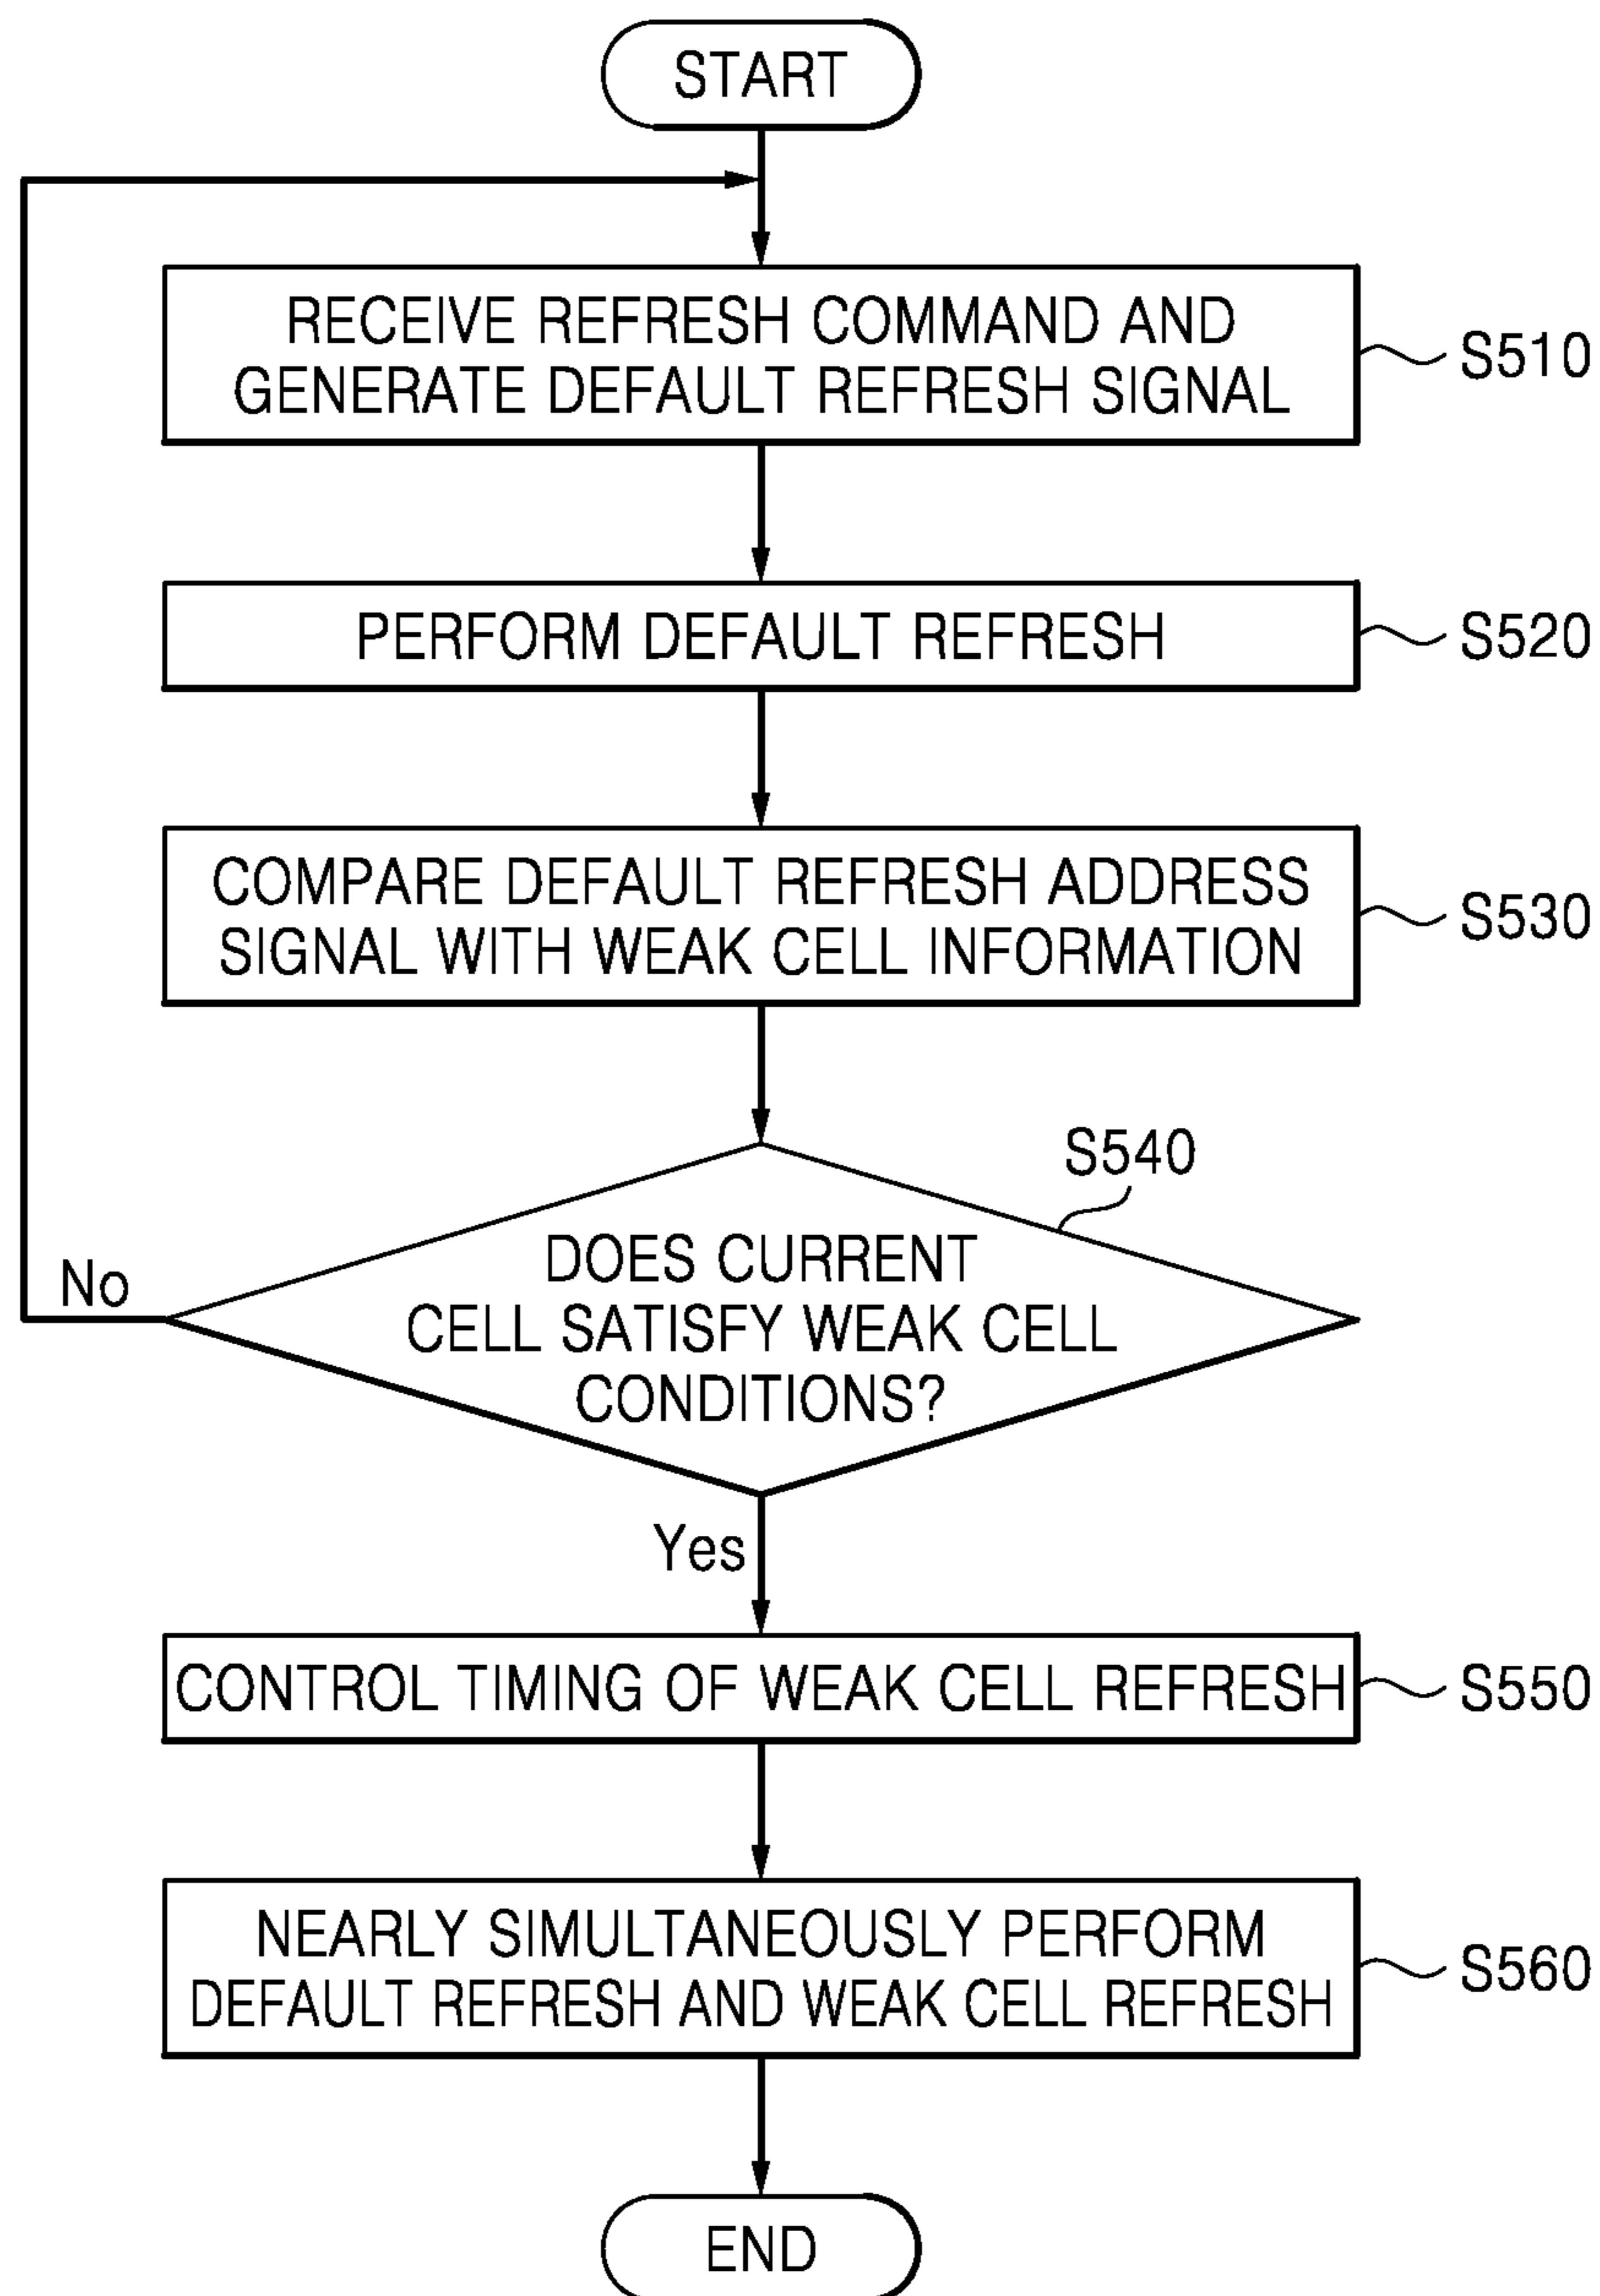 START
RECEIVE REFRESH COMMAND AND
GENERATE DEFAULT REFRESH SIGNAL
S510
PERFORM DEFAULT REFRESH
S520
COMPARE DEFAULT REFRESH ADDRESS
SIGNAL WITH WEAK CELL INFORMATION
S530
S540
DOES CURRENT
CELL SATISFY WEAK CELL
CONDITIONS?
No
Yes
CONTROL TIMING OF WEAK CELL REFRESH
S550
NEARLY SIMULTANEOUSLY PERFORM
DEFAULT REFRESH AND WEAK CELL REFRESH
S560
END